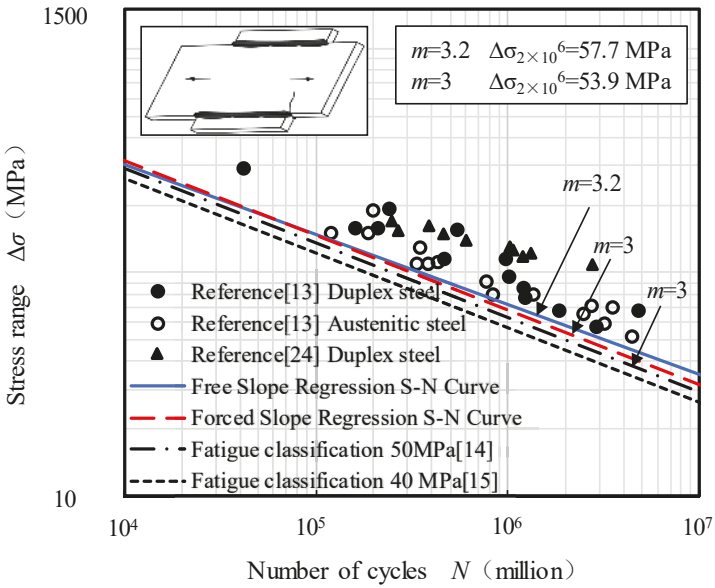 1500
m=3.2 Δσ2×10⁶=57.7 MPa
m=3 Δσ2×10⁶=53.9 MPa
m=3.2
m=3
m=3
Stress range Δσ（MPa）
Reference[13] Duplex steel
Reference[13] Austenitic steel
Reference[24] Duplex steel
Free Slope Regression S-N Curve
Forced Slope Regression S-N Curve
Fatigue classification 50MPa[14]
Fatigue classification 40 MPa[15]
10
10⁴ 10⁵ 10⁶ 10⁷
Number of cycles N（million）